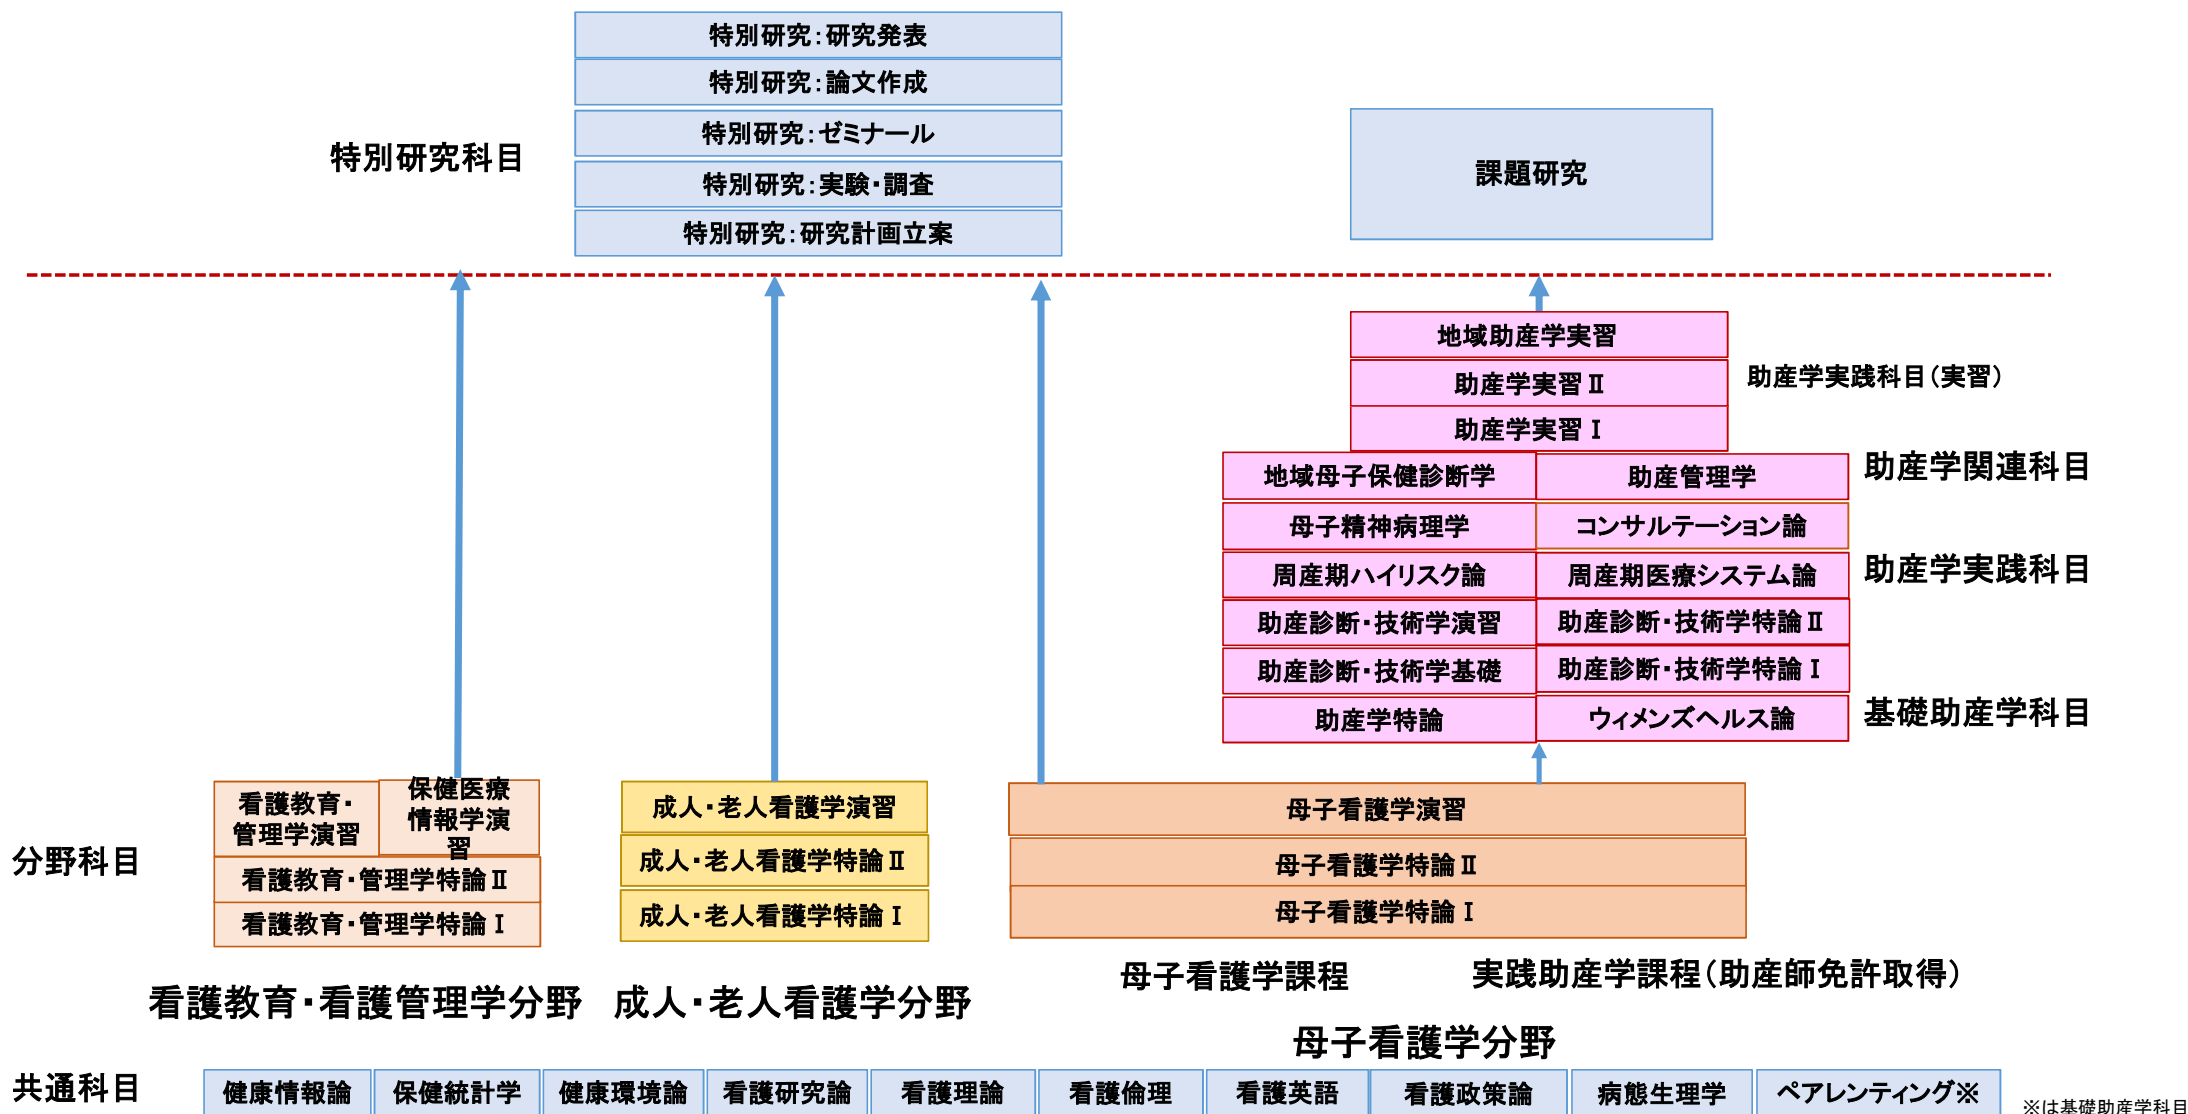 特別研究：研究発表
特別研究：論文作成
特別研究：ゼミナール
特別研究：実験・調査
特別研究：研究計画立案
特別研究科目
課題研究
地域助産学実習
助産学実習Ⅱ
助産学実習Ⅰ
助産学実践科目（実習）
地域母子保健診断学
助産管理学
助産学関連科目
母子精神病理学
コンサルテーション論
周産期ハイリスク論
周産期医療システム論
助産学実践科目
助産診断・技術学演習
助産診断・技術学特論Ⅱ
助産診断・技術学基礎
助産診断・技術学特論Ⅰ
助産学特論
ウィメンズヘルス論
基礎助産学科目
分野科目
看護教育・
管理学演習
保健医療
情報学演
習
看護教育・管理学特論Ⅱ
看護教育・管理学特論Ⅰ
成人・老人看護学演習
成人・老人看護学特論Ⅱ
成人・老人看護学特論Ⅰ
母子看護学演習
母子看護学特論Ⅱ
母子看護学特論Ⅰ
母子看護学課程
実践助産学課程（助産師免許取得）
看護教育・看護管理学分野
成人・老人看護学分野
母子看護学分野
共通科目
健康情報論
保健統計学
健康環境論
看護研究論
看護理論
看護倫理
看護英語
看護政策論
病態生理学
ペアレンティング※
※は基礎助産学科目